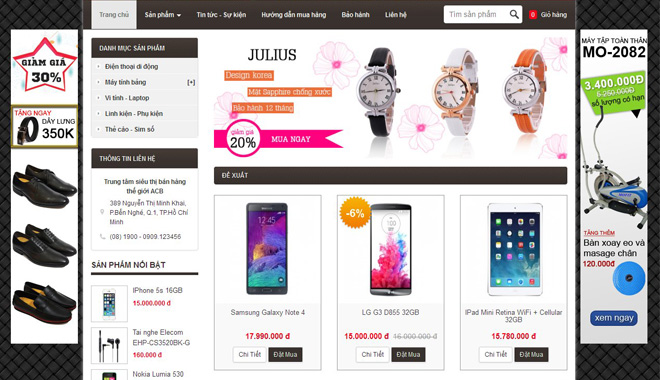 Trang chủ
Sản phẩm
Tin tức - Sự kiện
Hướng dẫn mua hàng
Bảo hành
Liên hệ
Tìm sản phẩm...
0 Giỏ hàng
GIẢM GIÁ
30%
TẶNG NGAY
DÂY LƯNG
350K
DANH MỤC SẢN PHẨM
Điện thoại di động
Máy tính bảng [+]
Vi tính - Laptop
Linh kiện - Phụ kiện
Thẻ cào - Sim số
THÔNG TIN LIÊN HỆ
Trung tâm siêu thị bán hàng
thế giới ACB
389 Nguyễn Thị Minh Khai,
P.Bến Nghé, Q.1, TP.Hồ Chí
Minh
(08) 1900 - 0909.123456
SẢN PHẨM NỔI BẬT
IPhone 5s 16GB
15.000.000 đ
Tai nghe Elecom
EHP-CS3520BK-G
160.000 đ
Nokia Lumia 530
JULIUS
Design korea
Mặt Sapphire chống xước
Bảo hành 12 tháng
giảm giá
20%
MUA NGAY
ĐỀ XUẤT
Samsung Galaxy Note 4
17.990.000 đ
Chi Tiết
Đặt Mua
-6%
LG G3 D855 32GB
15.000.000 đ 16.000.000 đ
Chi Tiết
Đặt Mua
IPad Mini Retina WiFi + Cellular
32GB
15.780.000 đ
Chi Tiết
Đặt Mua
MÁY TẬP TOÀN THÂN
MO-2082
3.400.000Đ
5.250.000Đ
số lượng có hạn
TẶNG THÊM
Bàn xoay eo và
masage chân
120.000đ
xem ngay